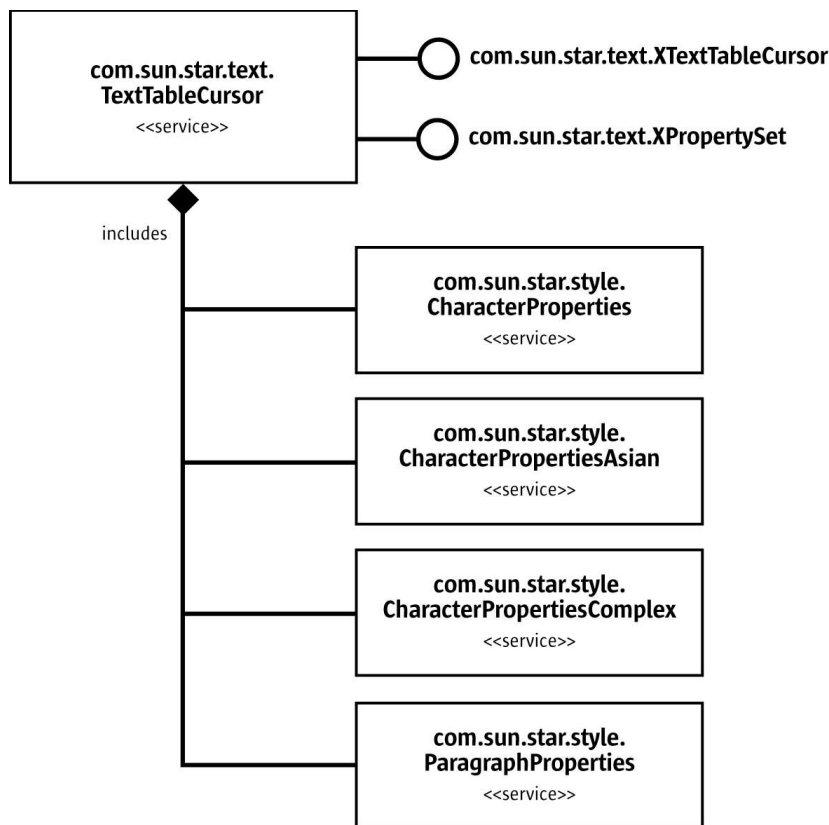 com.sun.star.text.
TextTableCursor
<<service>>
com.sun.star.text.XTextTableCursor
com.sun.star.text.XPropertySet
includes
com.sun.star.style.
CharacterProperties
<<service>>
com.sun.star.style.
CharacterPropertiesAsian
<<service>>
com.sun.star.style.
CharacterPropertiesComplex
<<service>>
com.sun.star.style.
ParagraphProperties
<<service>>